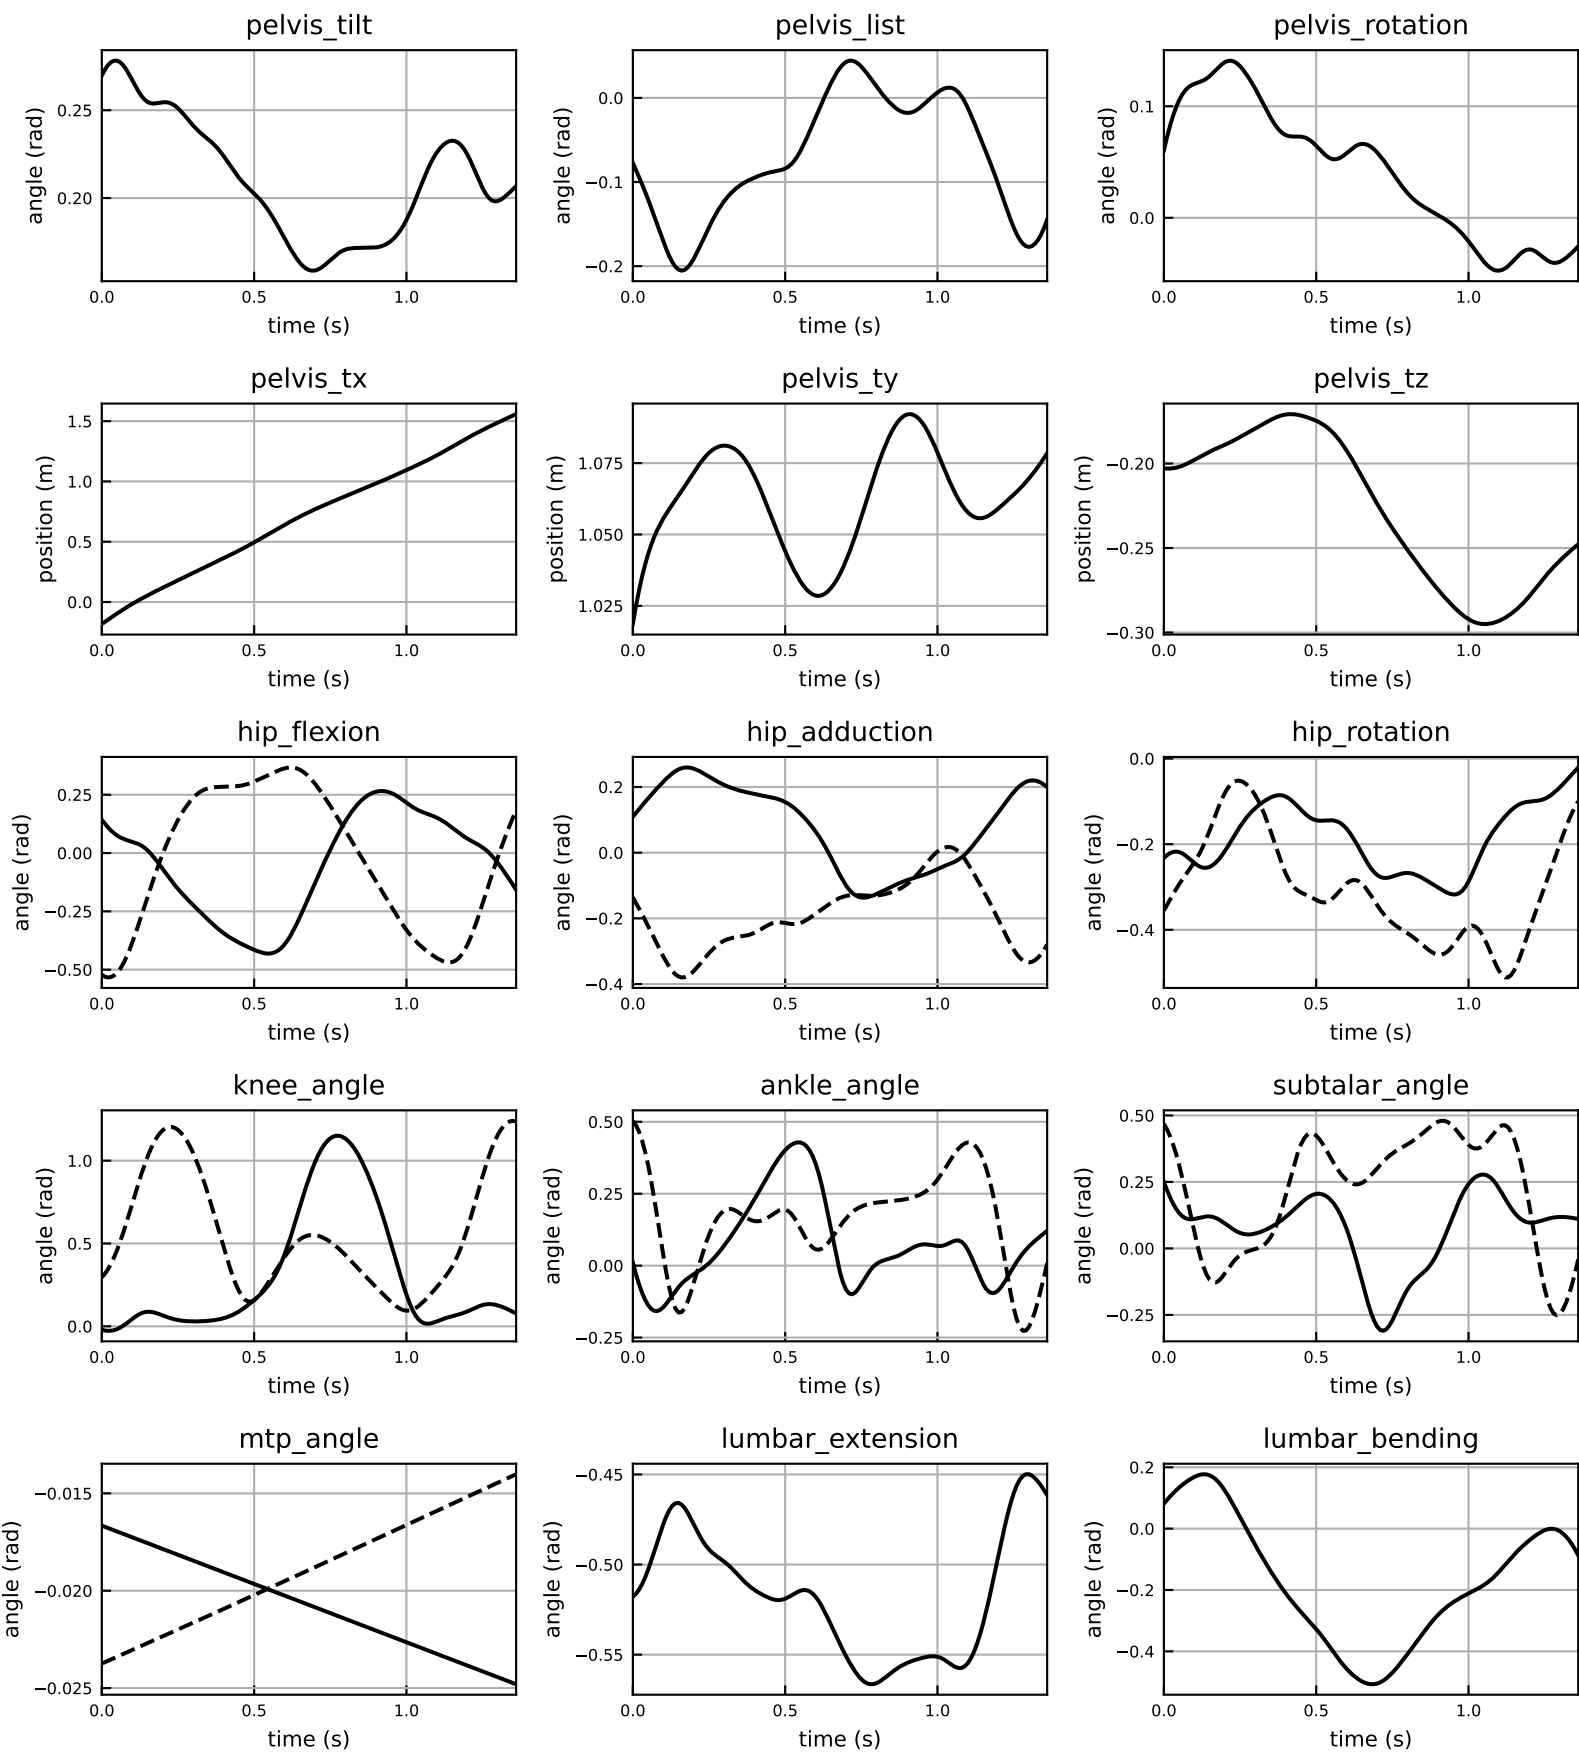 pelvis_tilt
angle (rad)
0.25
0.20
0.0 0.5 1.0
time (s)
pelvis_list
angle (rad)
0.0
−0.1
−0.2
0.0 0.5 1.0
time (s)
pelvis_rotation
angle (rad)
0.1
0.0
0.0 0.5 1.0
time (s)
pelvis_tx
position (m)
1.5
1.0
0.5
0.0
0.0 0.5 1.0
time (s)
pelvis_ty
position (m)
1.075
1.050
1.025
0.0 0.5 1.0
time (s)
pelvis_tz
position (m)
−0.20
−0.25
−0.30
0.0 0.5 1.0
time (s)
hip_flexion
angle (rad)
0.25
0.00
−0.25
−0.50
0.0 0.5 1.0
time (s)
hip_adduction
angle (rad)
0.2
0.0
−0.2
−0.4
0.0 0.5 1.0
time (s)
hip_rotation
angle (rad)
0.0
−0.2
−0.4
0.0 0.5 1.0
time (s)
knee_angle
angle (rad)
1.0
0.5
0.0
0.0 0.5 1.0
time (s)
ankle_angle
angle (rad)
0.50
0.25
0.00
−0.25
0.0 0.5 1.0
time (s)
subtalar_angle
angle (rad)
0.50
0.25
0.00
−0.25
0.0 0.5 1.0
time (s)
mtp_angle
angle (rad)
−0.015
−0.020
−0.025
0.0 0.5 1.0
time (s)
lumbar_extension
angle (rad)
−0.45
−0.50
−0.55
0.0 0.5 1.0
time (s)
lumbar_bending
angle (rad)
0.2
0.0
−0.2
−0.4
0.0 0.5 1.0
time (s)